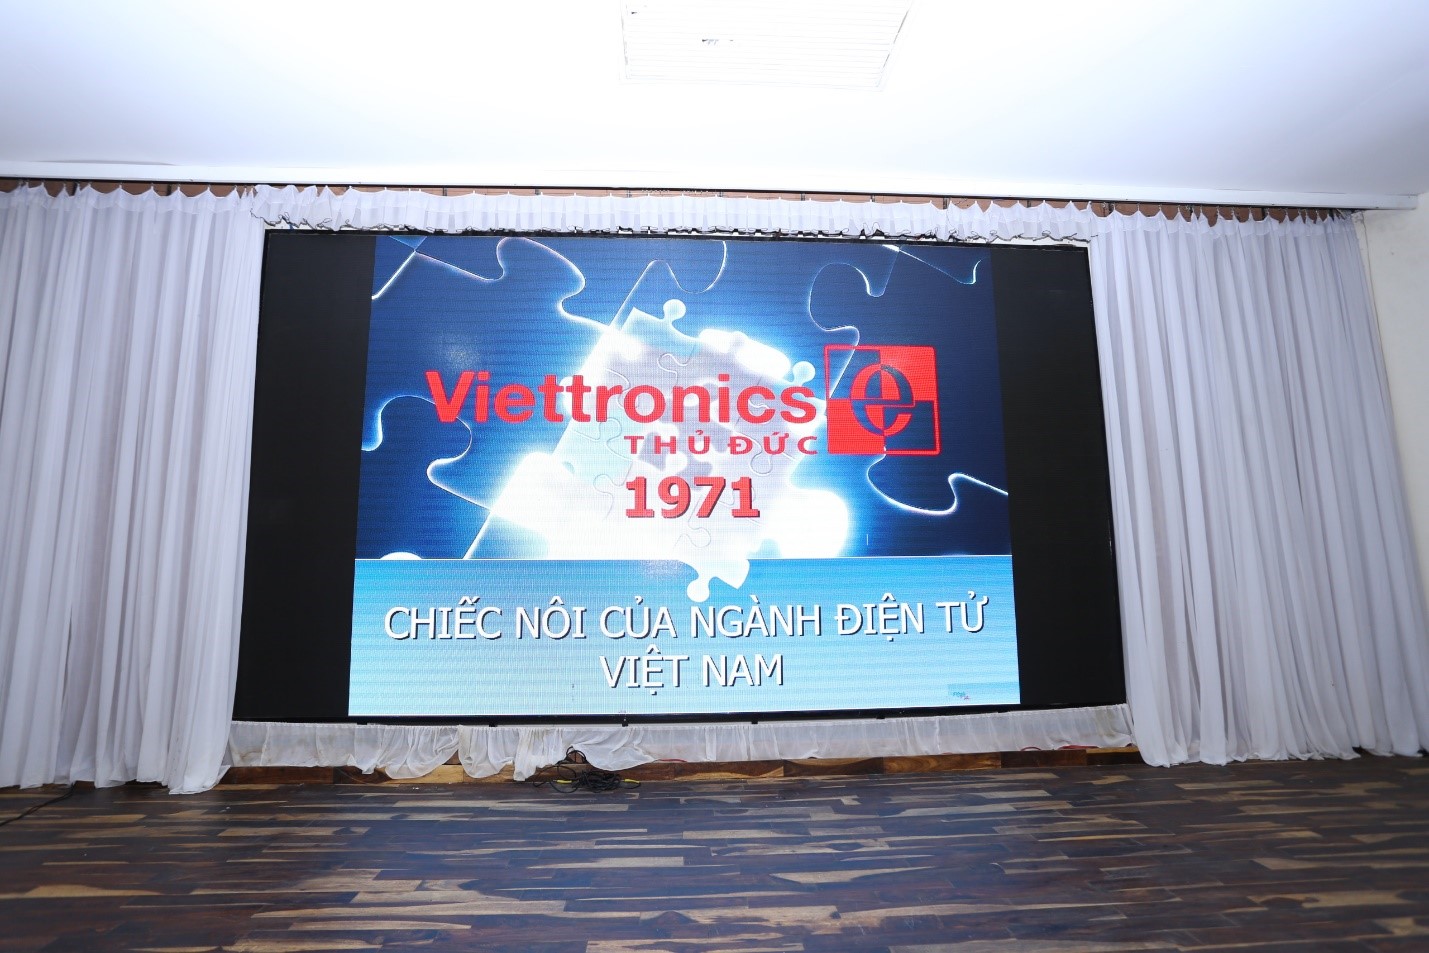 Viettronics
THỦ ĐỨC
1971
CHIẾC NÔI CỦA NGÀNH ĐIỆN TỬ
VIỆT NAM